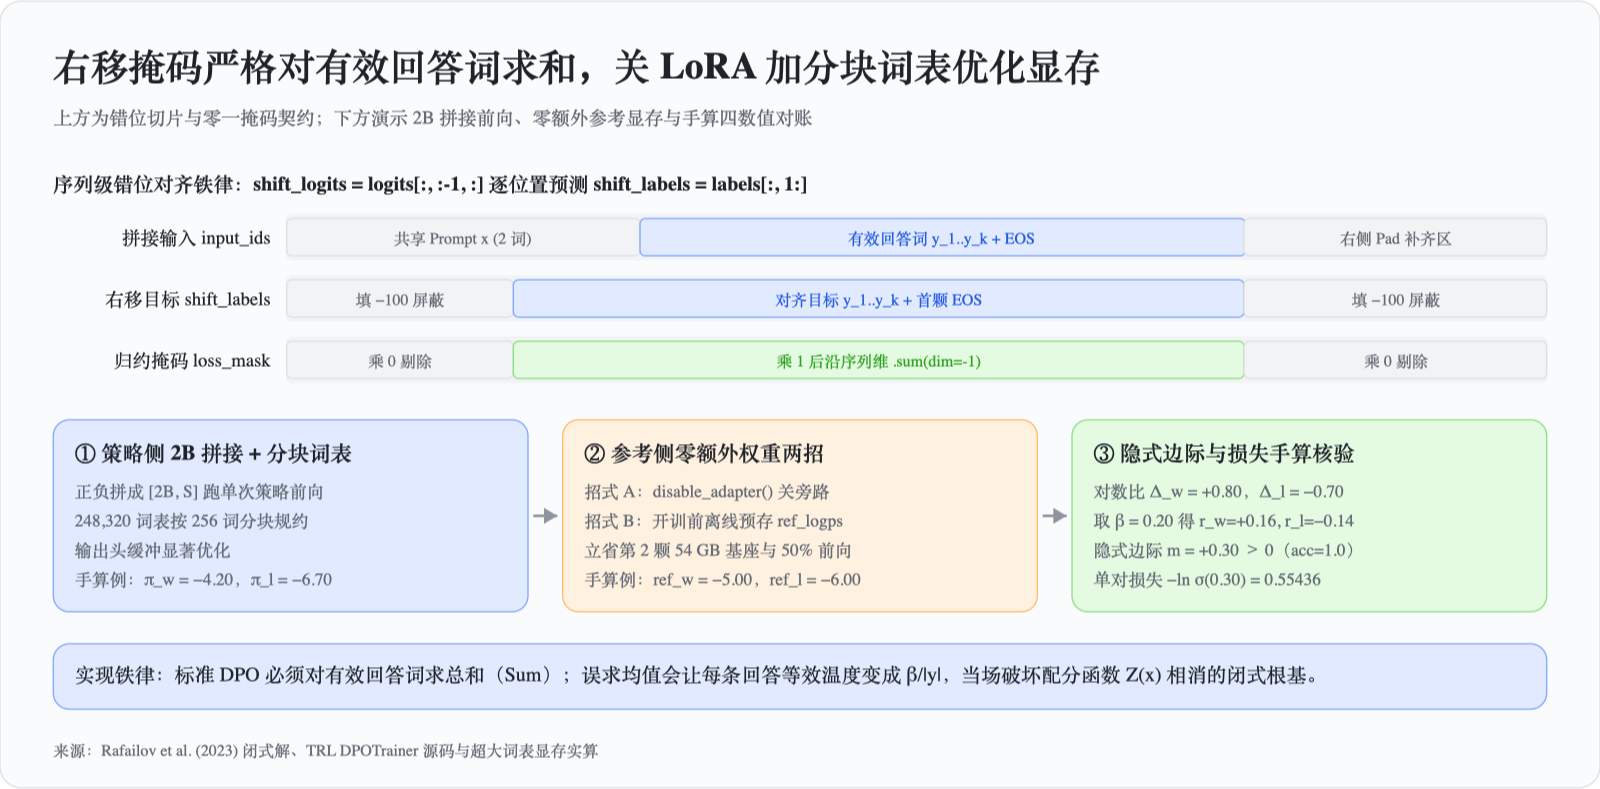 右移掩码严格对有效回答词求和，关 LoRA 加分块词表优化显存
上方为错位切片与零一掩码契约；下方演示 2B 拼接前向、零额外参考显存与手算四数值对账
序列级错位对齐铁律：shift_logits = logits[:, :-1, :] 逐位置预测 shift_labels = labels[:, 1:]
拼接输入 input_ids
共享 Prompt x (2 词)
有效回答词 y_1..y_k + EOS
右侧 Pad 补齐区
右移目标 shift_labels
填 −100 屏蔽
对齐目标 y_1..y_k + 首颗 EOS
填 −100 屏蔽
归约掩码 loss_mask
乘 0 剔除
乘 1 后沿序列维 .sum(dim=-1)
乘 0 剔除
① 策略侧 2B 拼接 + 分块词表
正负拼成 [2B, S] 跑单次策略前向
248,320 词表按 256 词分块规约
输出头缓冲显著优化
手算例：π_w = −4.20，π_l = −6.70
② 参考侧零额外权重两招
招式 A：disable_adapter() 关旁路
招式 B：开训前离线预存 ref_logps
立省第 2 颗 54 GB 基座与 50% 前向
手算例：ref_w = −5.00，ref_l = −6.00
③ 隐式边际与损失手算核验
对数比 Δ_w = +0.80，Δ_l = −0.70
取 β = 0.20 得 r_w=+0.16, r_l=−0.14
隐式边际 m = +0.30 > 0（acc=1.0）
单对损失 −ln σ(0.30) = 0.55436
实现铁律：标准 DPO 必须对有效回答词求总和（Sum）；误求均值会让每条回答等效温度变成 β/|y|，当场破坏配分函数 Z(x) 相消的闭式根基。
来源：Rafailov et al. (2023) 闭式解、TRL DPOTrainer 源码与超大词表显存实算